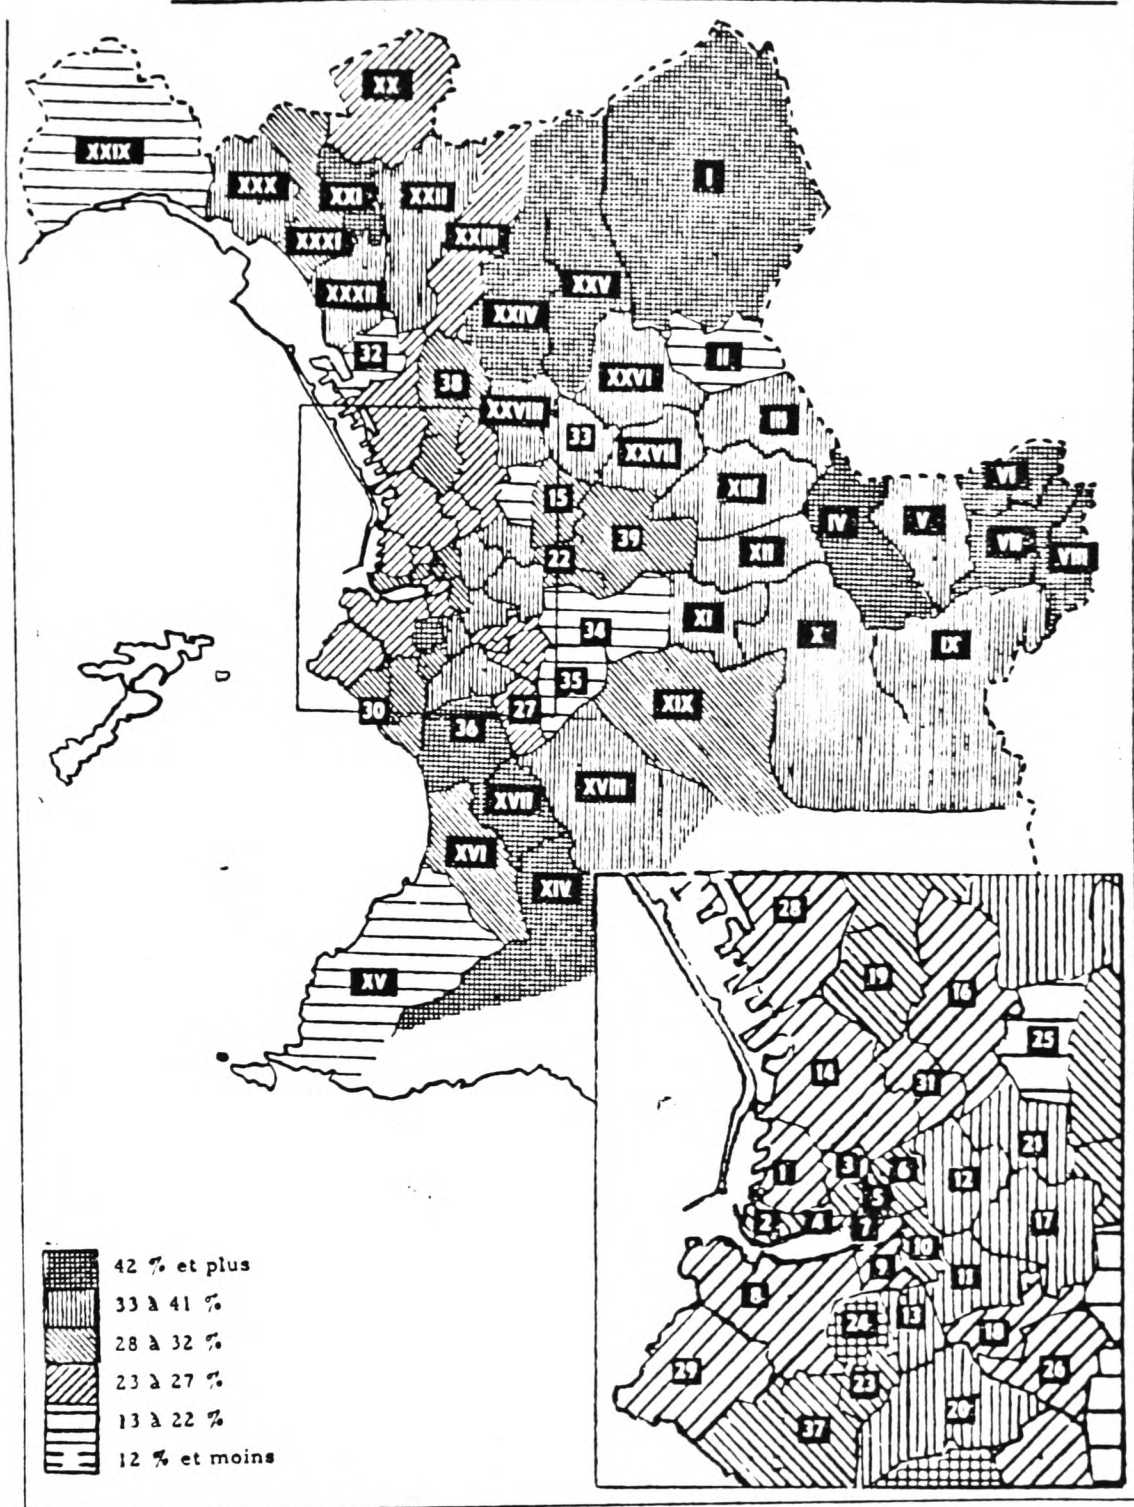 XX
XXIX
I
XXX
XXI
XXII
XXXI
XXIII
XXXII
XXV
XXIV
32
II
38
XXVI
XXVIII
III
33
XXVII
15
XIII
VI
39
IV
V
VII
VIII
22
XII
34
XI
X
IX
35
XIX
30
27
36
XVII
XVIII
XVI
XIV
XV
28
19
16
25
14
31
21
1
3
6
12
5
2
4
7
17
10
9
11
8
24
13
18
29
23
26
37
20
42 % et plus
33 à 41 %
28 à 32 %
23 à 27 %
13 à 22 %
12 % et moins